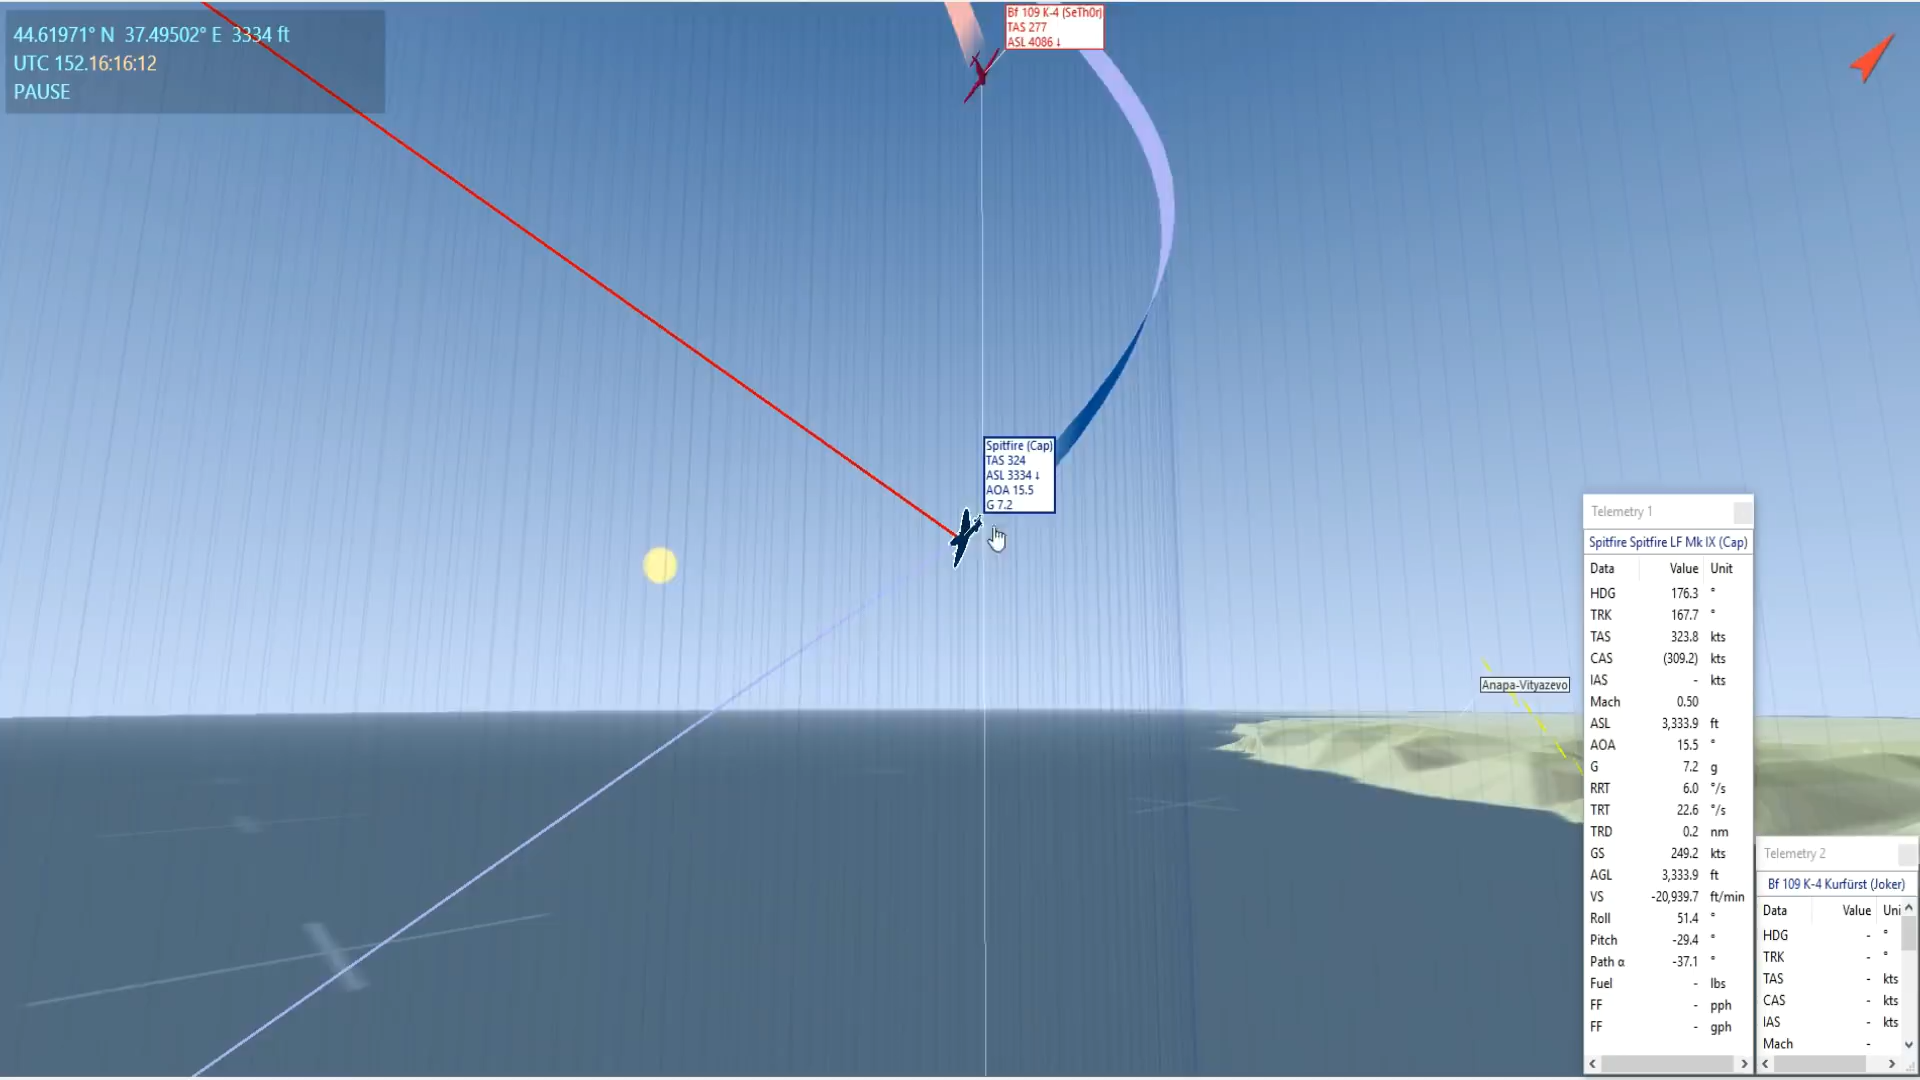 44.61971° N 37.49502° E 3334 ft
UTC 152.16:16:12
PAUSE
Bf 109 K-4 (SeTh0r)
TAS 277
ASL 4086 ↓
Spitfire (Cap)
TAS 324
ASL 3334 ↓
AOA 15.5
G 7.2
Anapa-Vityazevo
Telemetry 1
Spitfire Spitfire LF Mk IX (Cap)
Data Value Unit
HDG 176.3 °
TRK 167.7 °
TAS 323.8 kts
CAS (309.2) kts
IAS - kts
Mach 0.50
ASL 3,333.9 ft
AOA 15.5 °
G 7.2 g
RRT 6.0 °/s
TRT 22.6 °/s
TRD 0.2 nm
GS 249.2 kts
AGL 3,333.9 ft
VS -20,939.7 ft/min
Roll 51.4 °
Pitch -29.4 °
Path α -37.1 °
Fuel - lbs
FF - pph
FF - gph
Telemetry 2
Bf 109 K-4 Kurfürst (Joker)
Data Value Uni
HDG - °
TRK - °
TAS - kts
CAS - kts
IAS - kts
Mach -